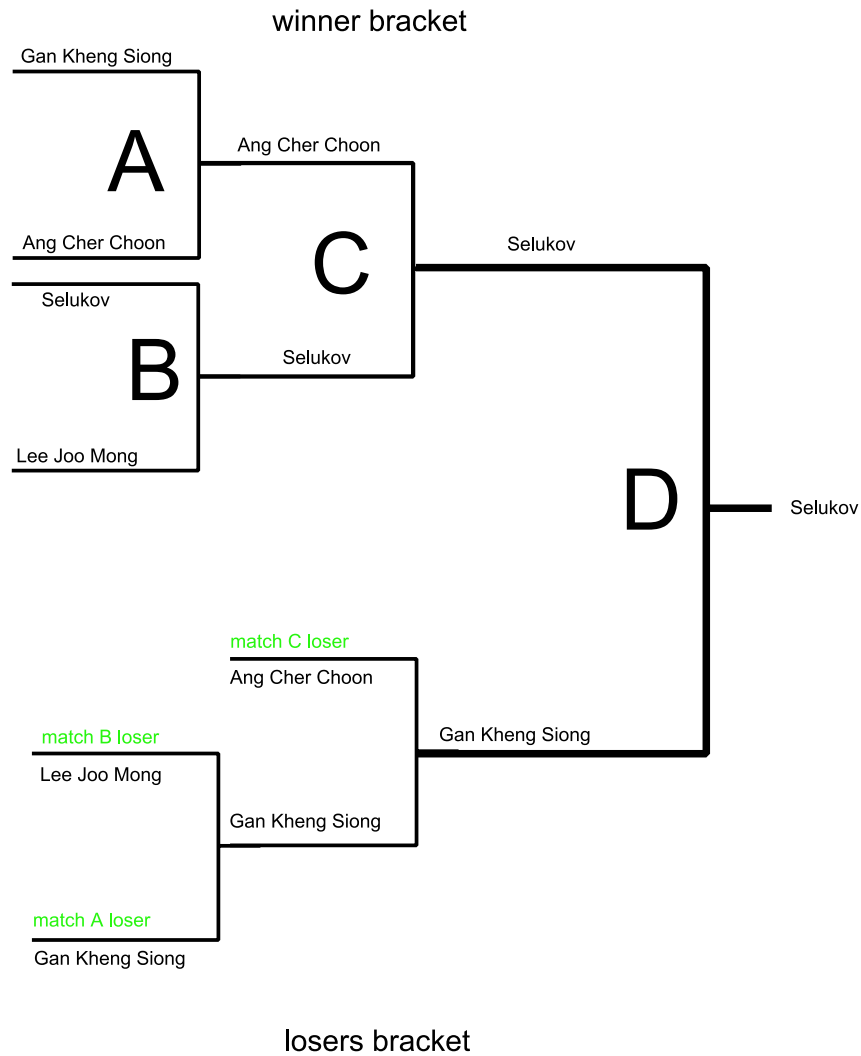 winner bracket
Gan Kheng Siong
A
Ang Cher Choon
Ang Cher Choon
C
Selukov
Selukov
B
Selukov
Lee Joo Mong
D
Selukov
match C loser
Ang Cher Choon
match B loser
Lee Joo Mong
Gan Kheng Siong
Gan Kheng Siong
match A loser
Gan Kheng Siong
losers bracket